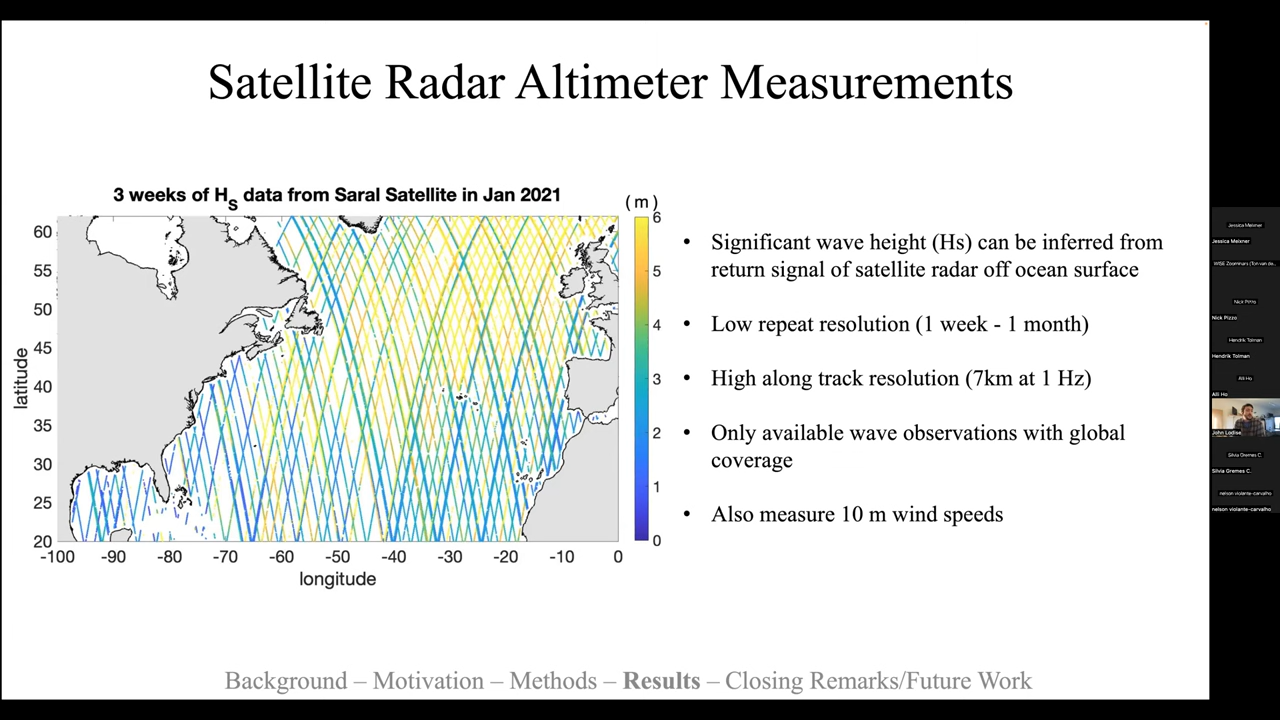 Satellite Radar Altimeter Measurements
3 weeks of HS data from Saral Satellite in Jan 2021
(m)
60
55
50
45
40
35
30
25
20
latitude
-100
-90
-80
-70
-60
-50
-40
-30
-20
-10
0
longitude
6
5
4
3
2
1
0
• Significant wave height (Hs) can be inferred from
return signal of satellite radar off ocean surface
• Low repeat resolution (1 week - 1 month)
• High along track resolution (7km at 1 Hz)
• Only available wave observations with global
coverage
• Also measure 10 m wind speeds
Background – Motivation – Methods – Results – Closing Remarks/Future Work
Jessica Meixner
Jessica Meixner
Nick Pizzo
Nick Pizzo
Hendrik Tolman
Hendrik Tolman
Alli Ho
Alli Ho
John Lodise
Silvia Gremes C.
Silvia Gremes C.
nelson violante-carvalho
nelson violante-carvalho